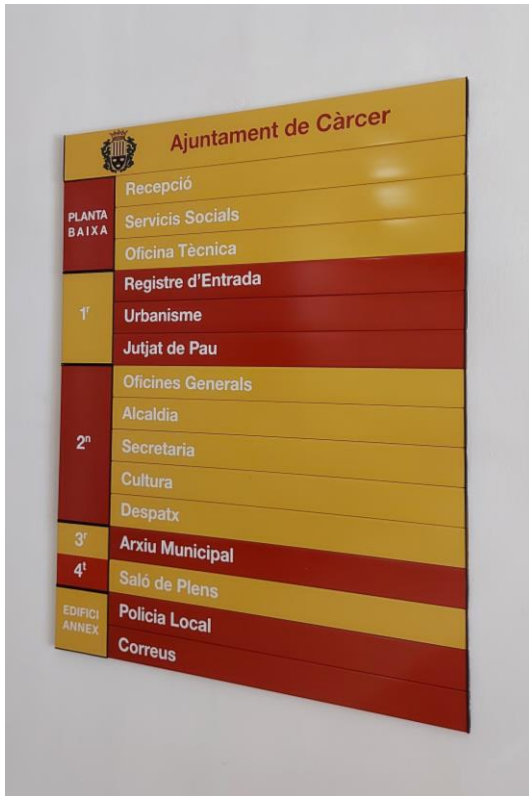 Ajuntament de Càrcer
PLANTA
BAIXA
Recepció
Servicis Socials
Oficina Tècnica
1r
Registre d'Entrada
Urbanisme
Jutjat de Pau
2n
Oficines Generals
Alcaldia
Secretaria
Cultura
Despatx
3r
Arxiu Municipal
4t
Saló de Plens
EDIFICI
ANNEX
Policia Local
Correus